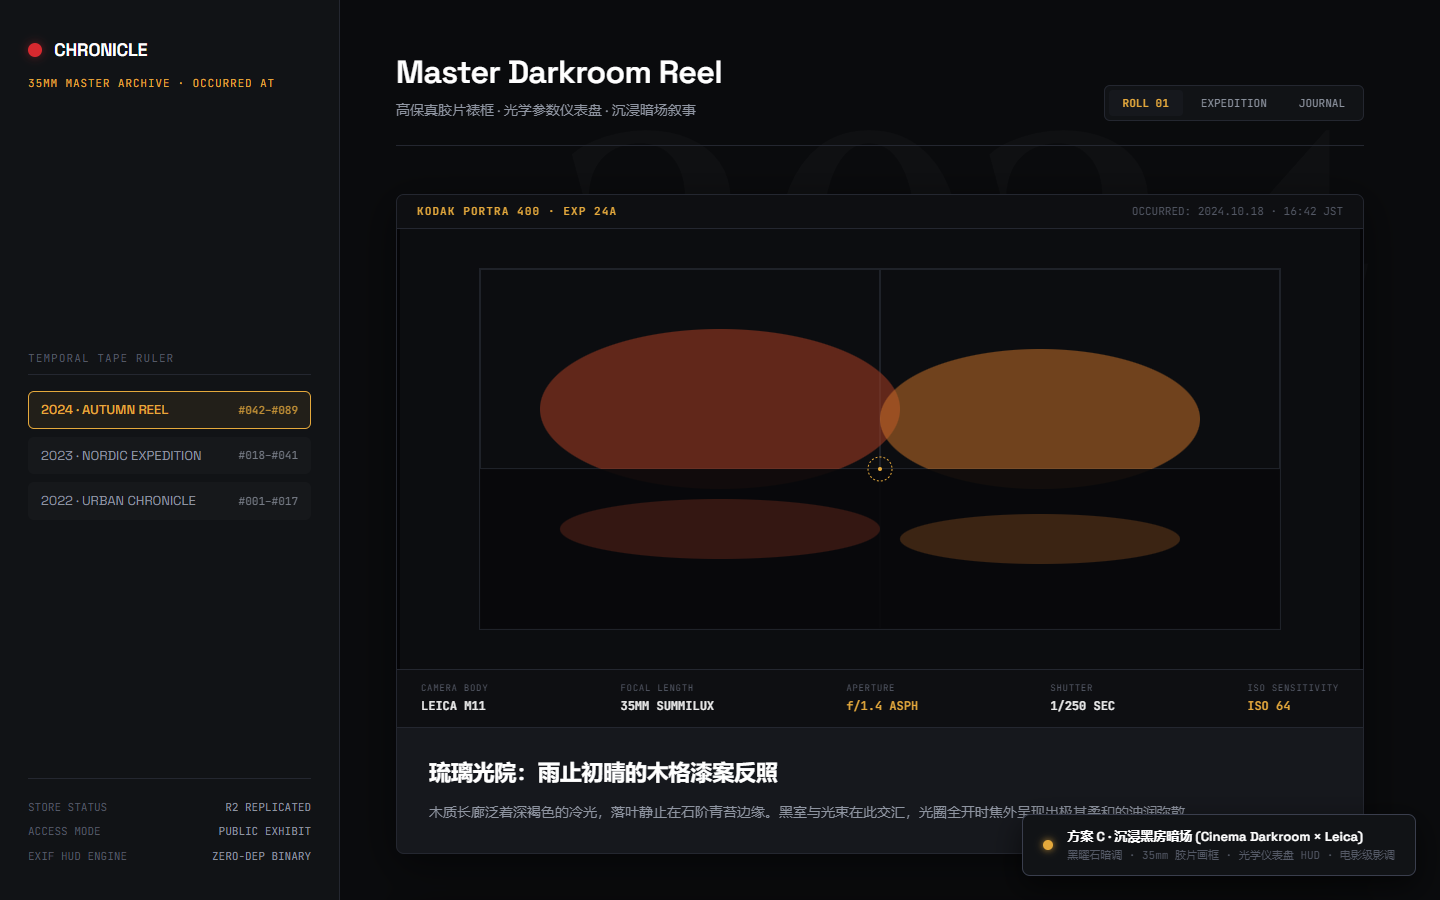 CHRONICLE
35MM MASTER ARCHIVE · OCCURRED AT
TEMPORAL TAPE RULER
2024 · AUTUMN REEL #042–#089
2023 · NORDIC EXPEDITION #018–#041
2022 · URBAN CHRONICLE #001–#017
STORE STATUS R2 REPLICATED
ACCESS MODE PUBLIC EXHIBIT
EXIF HUD ENGINE ZERO-DEP BINARY
Master Darkroom Reel
高保真胶片裱框 · 光学参数仪表盘 · 沉浸暗场叙事
ROLL 01 EXPEDITION JOURNAL
2024
KODAK PORTRA 400 · EXP 24A
OCCURRED: 2024.10.18 · 16:42 JST
CAMERA BODY FOCAL LENGTH APERTURE SHUTTER ISO SENSITIVITY
LEICA M11 35MM SUMMILUX f/1.4 ASPH 1/250 SEC ISO 64
琉璃光院：雨止初晴的木格漆案反照
木质长廊泛着深褐色的冷光，落叶静止在石阶青苔边缘。黑室与光束在此交汇，光圈全开时焦外呈现出极其柔和的油润弥散。
方案 C · 沉浸黑房暗场 (Cinema Darkroom × Leica)
黑曜石暗调 · 35mm 胶片画框 · 光学仪表盘 HUD · 电影级影调